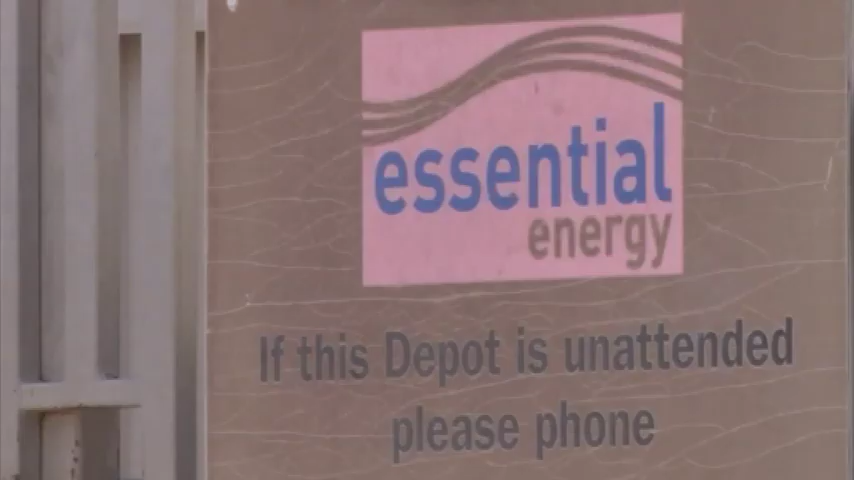 essential
energy
If this Depot is unattended
please phone